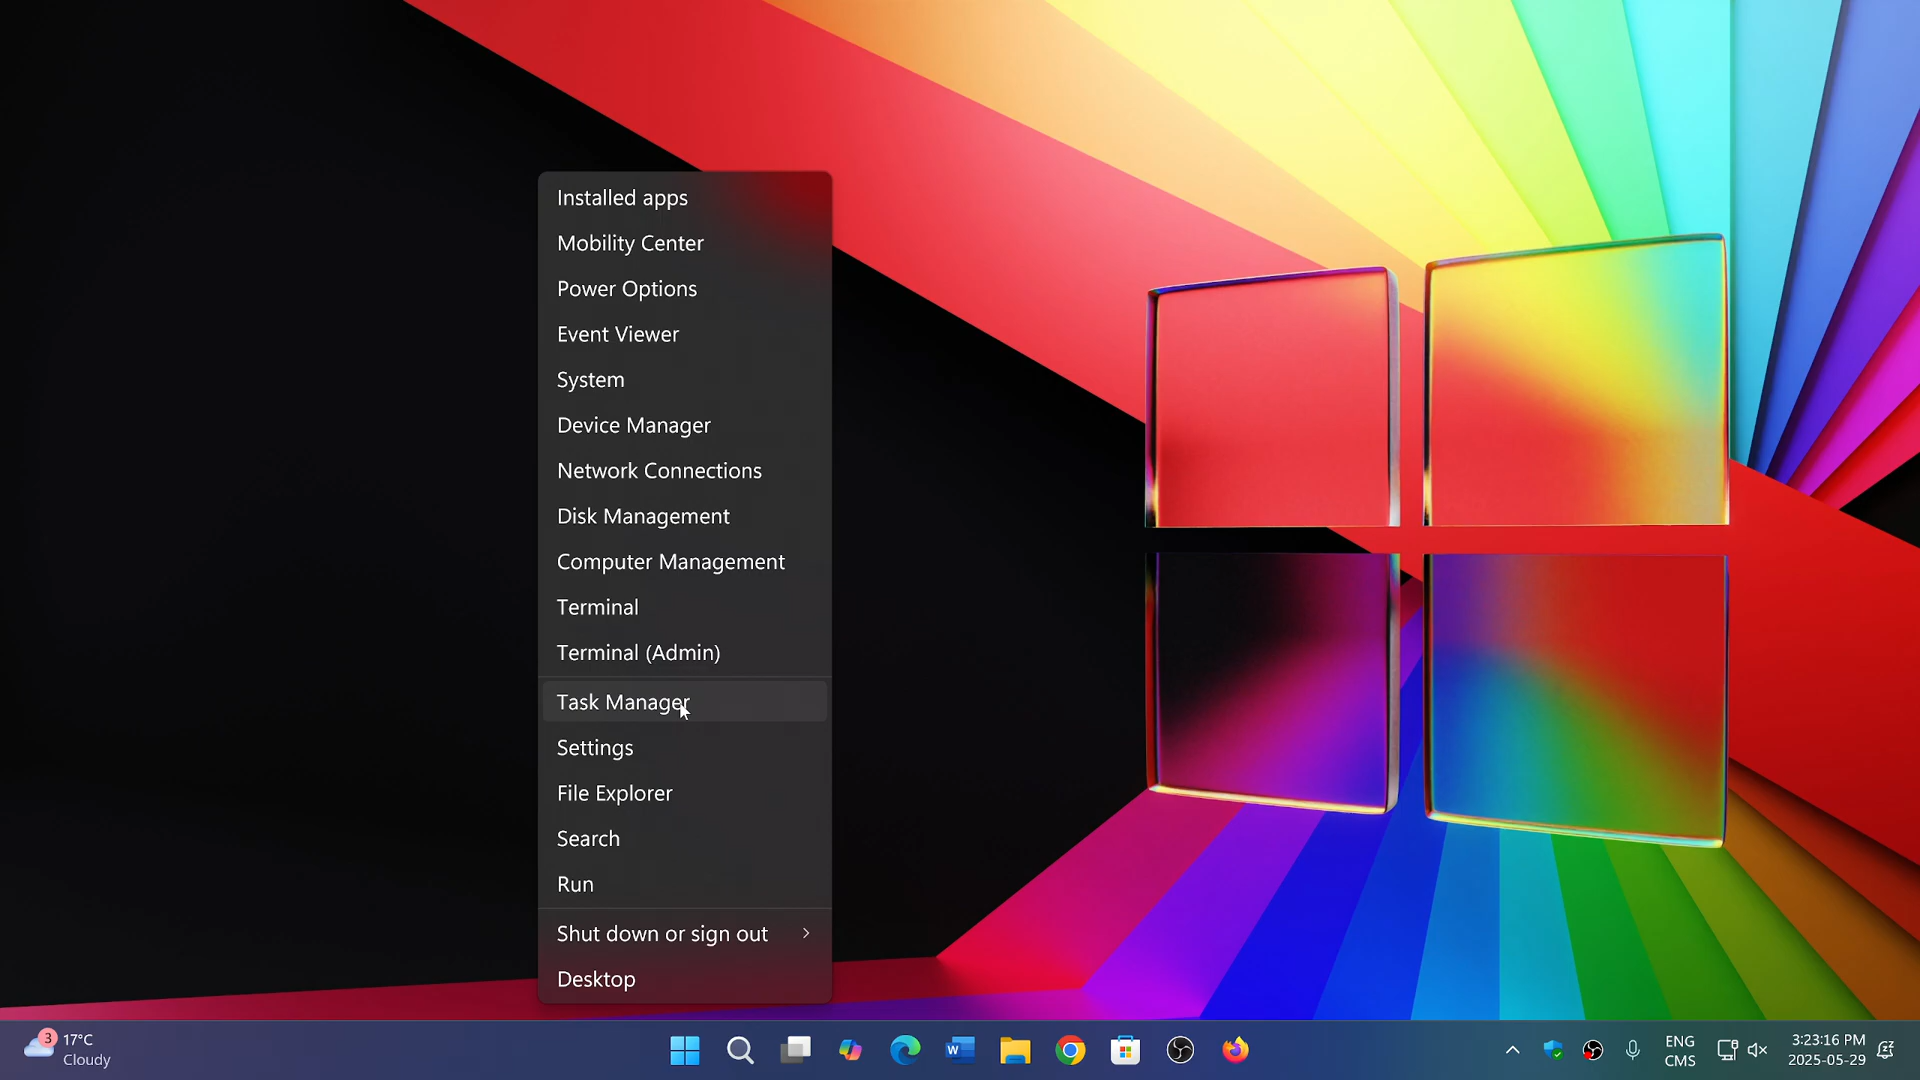 Installed apps
Mobility Center
Power Options
Event Viewer
System
Device Manager
Network Connections
Disk Management
Computer Management
Terminal
Terminal (Admin)
Task Manager
Settings
File Explorer
Search
Run
Shut down or sign out
Desktop
3
17°C
Cloudy
W
ENG
CMS
3:23:16 PM
2025-05-29